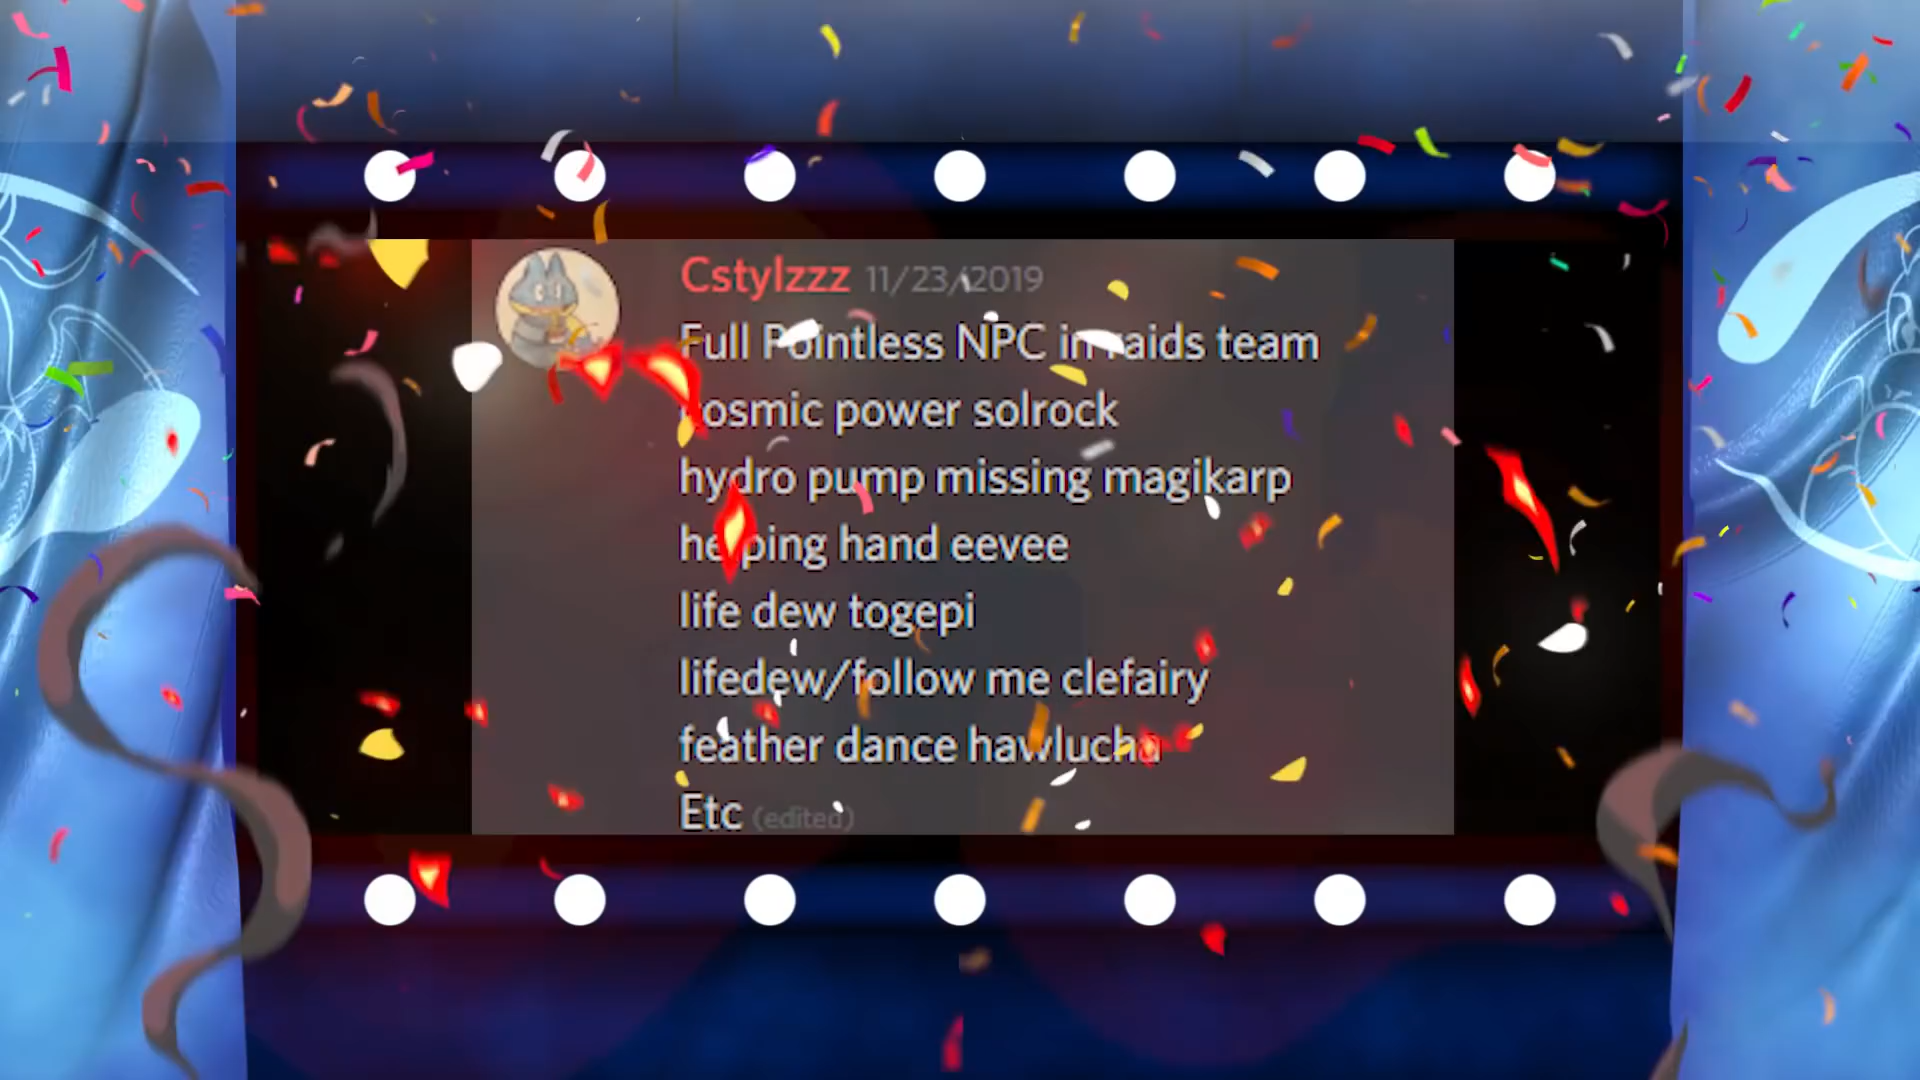 Cstylzzz 11/23/2019
Full Pointless NPC in raids team
cosmic power solrock
hydro pump missing magikarp
helping hand eevee
life dew togepi
lifedew/follow me clefairy
feather dance hawlucha
Etc (edited)